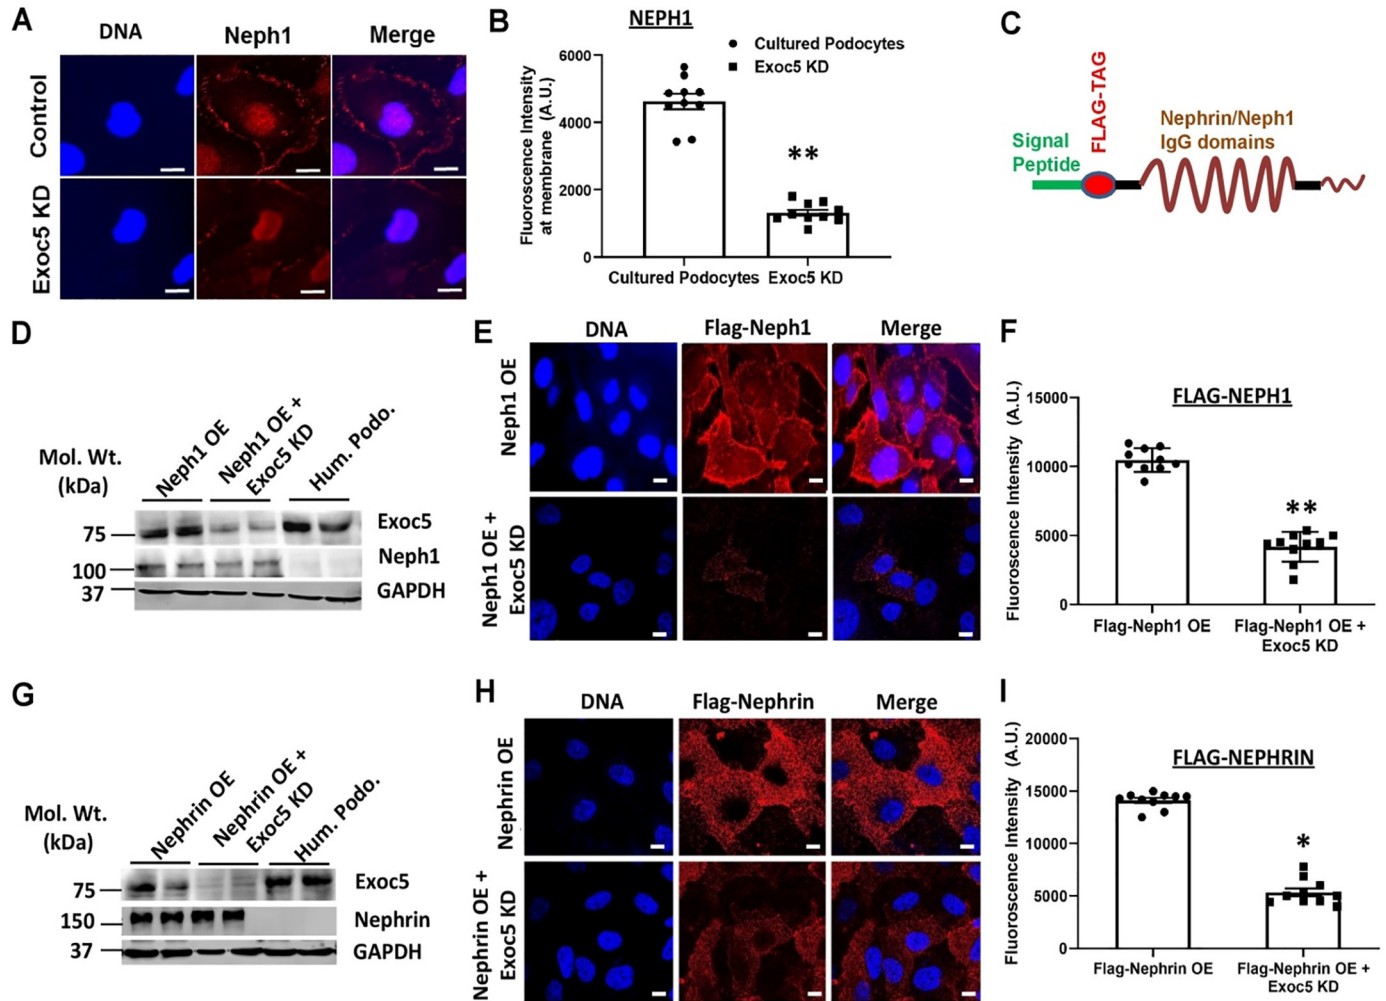 A
DNA
Neph1
Merge
Control
Exoc5 KD
B
NEPH1
Cultured Podocytes
Exoc5 KD
Fluoroscence Intensity
at membrane (A.U.)
6000
4000
2000
0
**
Cultured Podocytes
Exoc5 KD
C
Signal
Peptide
FLAG-TAG
Nephrin/Neph1
IgG domains
D
Mol. Wt.
(kDa)
Neph1 OE
Neph1 OE +
Exoc5 KD
Hum. Podo.
75
Exoc5
100
Neph1
37
GAPDH
E
DNA
Flag-Neph1
Merge
Neph1 OE
Neph1 OE +
Exoc5 KD
F
FLAG-NEPH1
Fluoroscence Intensity (A.U.)
15000
10000
5000
0
**
Flag-Neph1 OE
Flag-Neph1 OE +
Exoc5 KD
G
Mol. Wt.
(kDa)
Nephrin OE
Nephrin OE +
Exoc5 KD
Hum. Podo.
75
Exoc5
150
Nephrin
37
GAPDH
H
DNA
Flag-Nephrin
Merge
Nephrin OE
Nephrin OE +
Exoc5 KD
I
FLAG-NEPHRIN
Fluoroscence Intensity (A.U.)
20000
15000
10000
5000
0
*
Flag-Nephrin OE
Flag-Nephrin OE +
Exoc5 KD